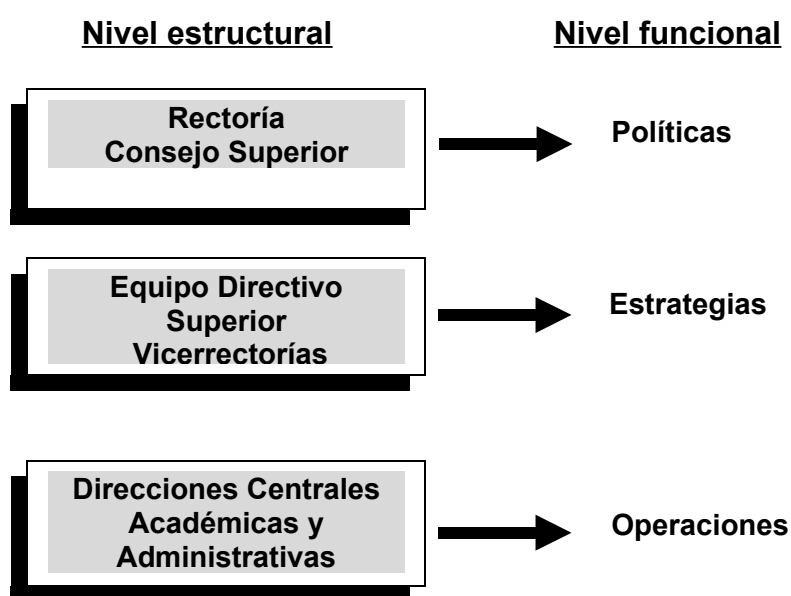 Nivel estructural
Nivel funcional
Rectoría
Consejo Superior
Políticas
Equipo Directivo
Superior
Vicerrectorías
Estrategias
Direcciones Centrales
Académicas y
Administrativas
Operaciones